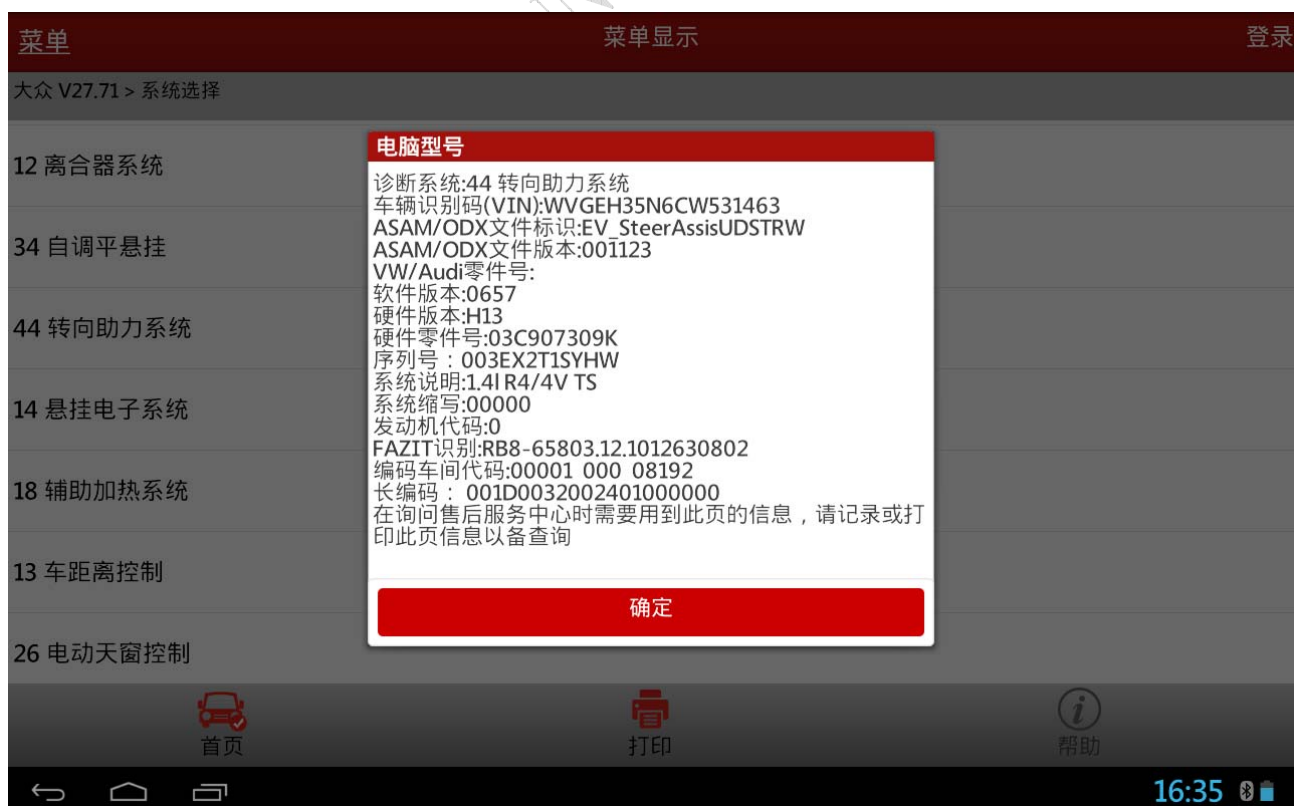 菜单 菜单显示 登录
大众 V27.71 > 系统选择
12 离合器系统
34 自调平悬挂
44 转向助力系统
14 悬挂电子系统
18 辅助加热系统
13 车距离控制
26 电动天窗控制
电脑型号
诊断系统:44 转向助力系统
车辆识别码(VIN):WVGEH35N6CW531463
ASAM/ODX文件标识:EV_SteerAssisUDSTRW
ASAM/ODX文件版本:001123
VW/Audi零件号:
软件版本:0657
硬件版本:H13
硬件零件号:03C907309K
序列号：003EX2T1SYHW
系统说明:1.4l R4/4V TS
系统缩写:00000
发动机代码:0
FAZIT识别:RB8-65803.12.1012630802
编码车间代码:00001 000 08192
长编码： 001D0032002401000000
在询问售后服务中心时需要用到此页的信息，请记录或打
印此页信息以备查询
确定
首页 打印 帮助
16:35